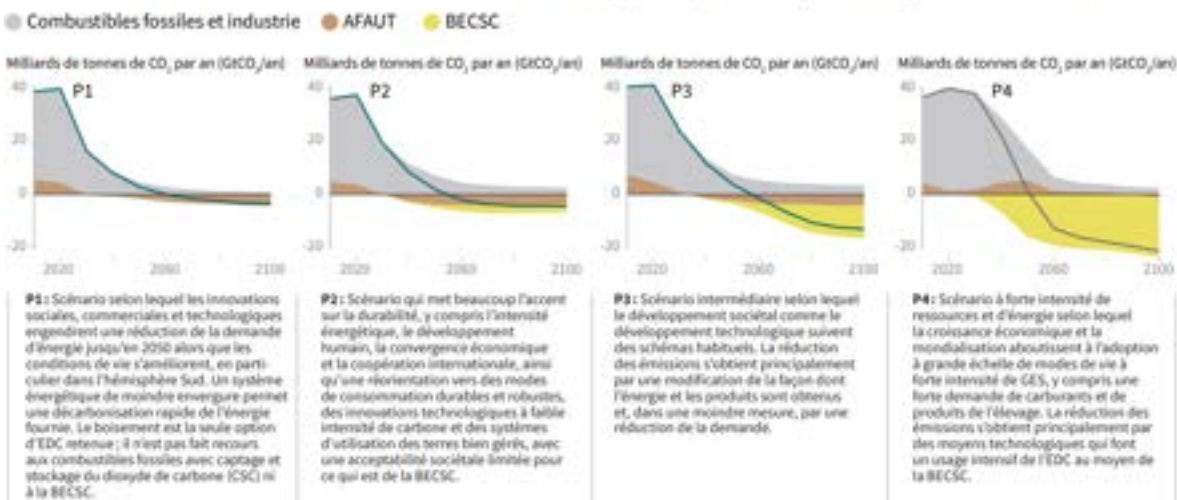 Combustibles fossiles et industrie AFAUT BECSC
Milliards de tonnes de CO₂ par an (GtCO₂/an)
40
20
0
-20
P1
2020
2060
2100
Milliards de tonnes de CO₂ par an (GtCO₂/an)
40
20
0
-20
P2
2020
2060
2100
Milliards de tonnes de CO₂ par an (GtCO₂/an)
40
20
0
-20
P3
2020
2060
2100
Milliards de tonnes de CO₂ par an (GtCO₂/an)
40
20
0
-20
P4
2020
2060
2100
P1: Scénario selon lequel les innovations
sociales, commerciales et technologiques
engendrent une réduction de la demande
d'énergie jusqu'en 2050 alors que les
conditions de vie s'améliorent, en parti-
culier dans l'hémisphère Sud. Un système
énergétique de moindre envergure permet
une décarbonisation rapide de l'énergie
fournie. Le boisement est la seule option
d'EDC retenue ; il n'est pas fait recours
aux combustibles fossiles avec captage et
stockage du dioxyde de carbone (CSC) ni
à la BECSC.
P2: Scénario qui met beaucoup l'accent
sur la durabilité, y compris l'intensité
énergétique, le développement
humain, la convergence économique
et la coopération internationale, ainsi
qu'une réorientation vers des modes
de consommation durables et robustes,
des innovations technologiques à faible
intensité de carbone et des systèmes
d'utilisation des terres bien gérés, avec
une acceptabilité sociétale limitée pour
ce qui est de la BECSC.
P3: Scénario intermédiaire selon lequel
le développement sociétal comme le
développement technologique suivent
des schémas habituels. La réduction
des émissions s'obtient principalement
par une modification de la façon dont
l'énergie et les produits sont obtenus
et, dans une moindre mesure, par une
réduction de la demande.
P4: Scénario à forte intensité de
ressources et d'énergie selon lequel
la croissance économique et la
mondialisation aboutissent à l'adoption
à grande échelle de modes de vie à
forte intensité de GES, y compris une
forte demande de carburants et de
produits de l'élevage. La réduction des
émissions s'obtient principalement par
des moyens technologiques qui font
un usage intensif de l'EDC au moyen de
la BECSC.